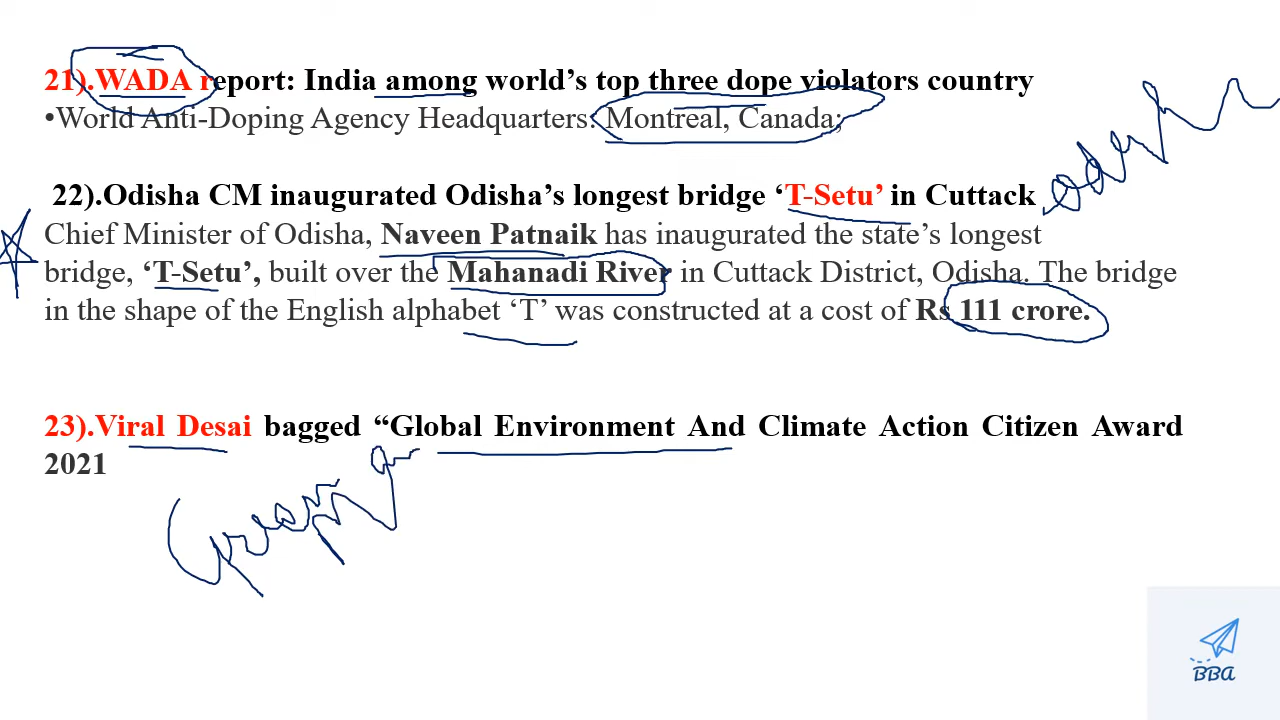 21).WADA report: India among world’s top three dope violators country
•World Anti-Doping Agency Headquarters: Montreal, Canada;
22).Odisha CM inaugurated Odisha’s longest bridge ‘T-Setu’ in Cuttack
Chief Minister of Odisha, Naveen Patnaik has inaugurated the state’s longest
bridge, ‘T-Setu’, built over the Mahanadi River in Cuttack District, Odisha. The bridge
in the shape of the English alphabet ‘T’ was constructed at a cost of Rs 111 crore.
23).Viral Desai bagged “Global Environment And Climate Action Citizen Award
2021
BBA